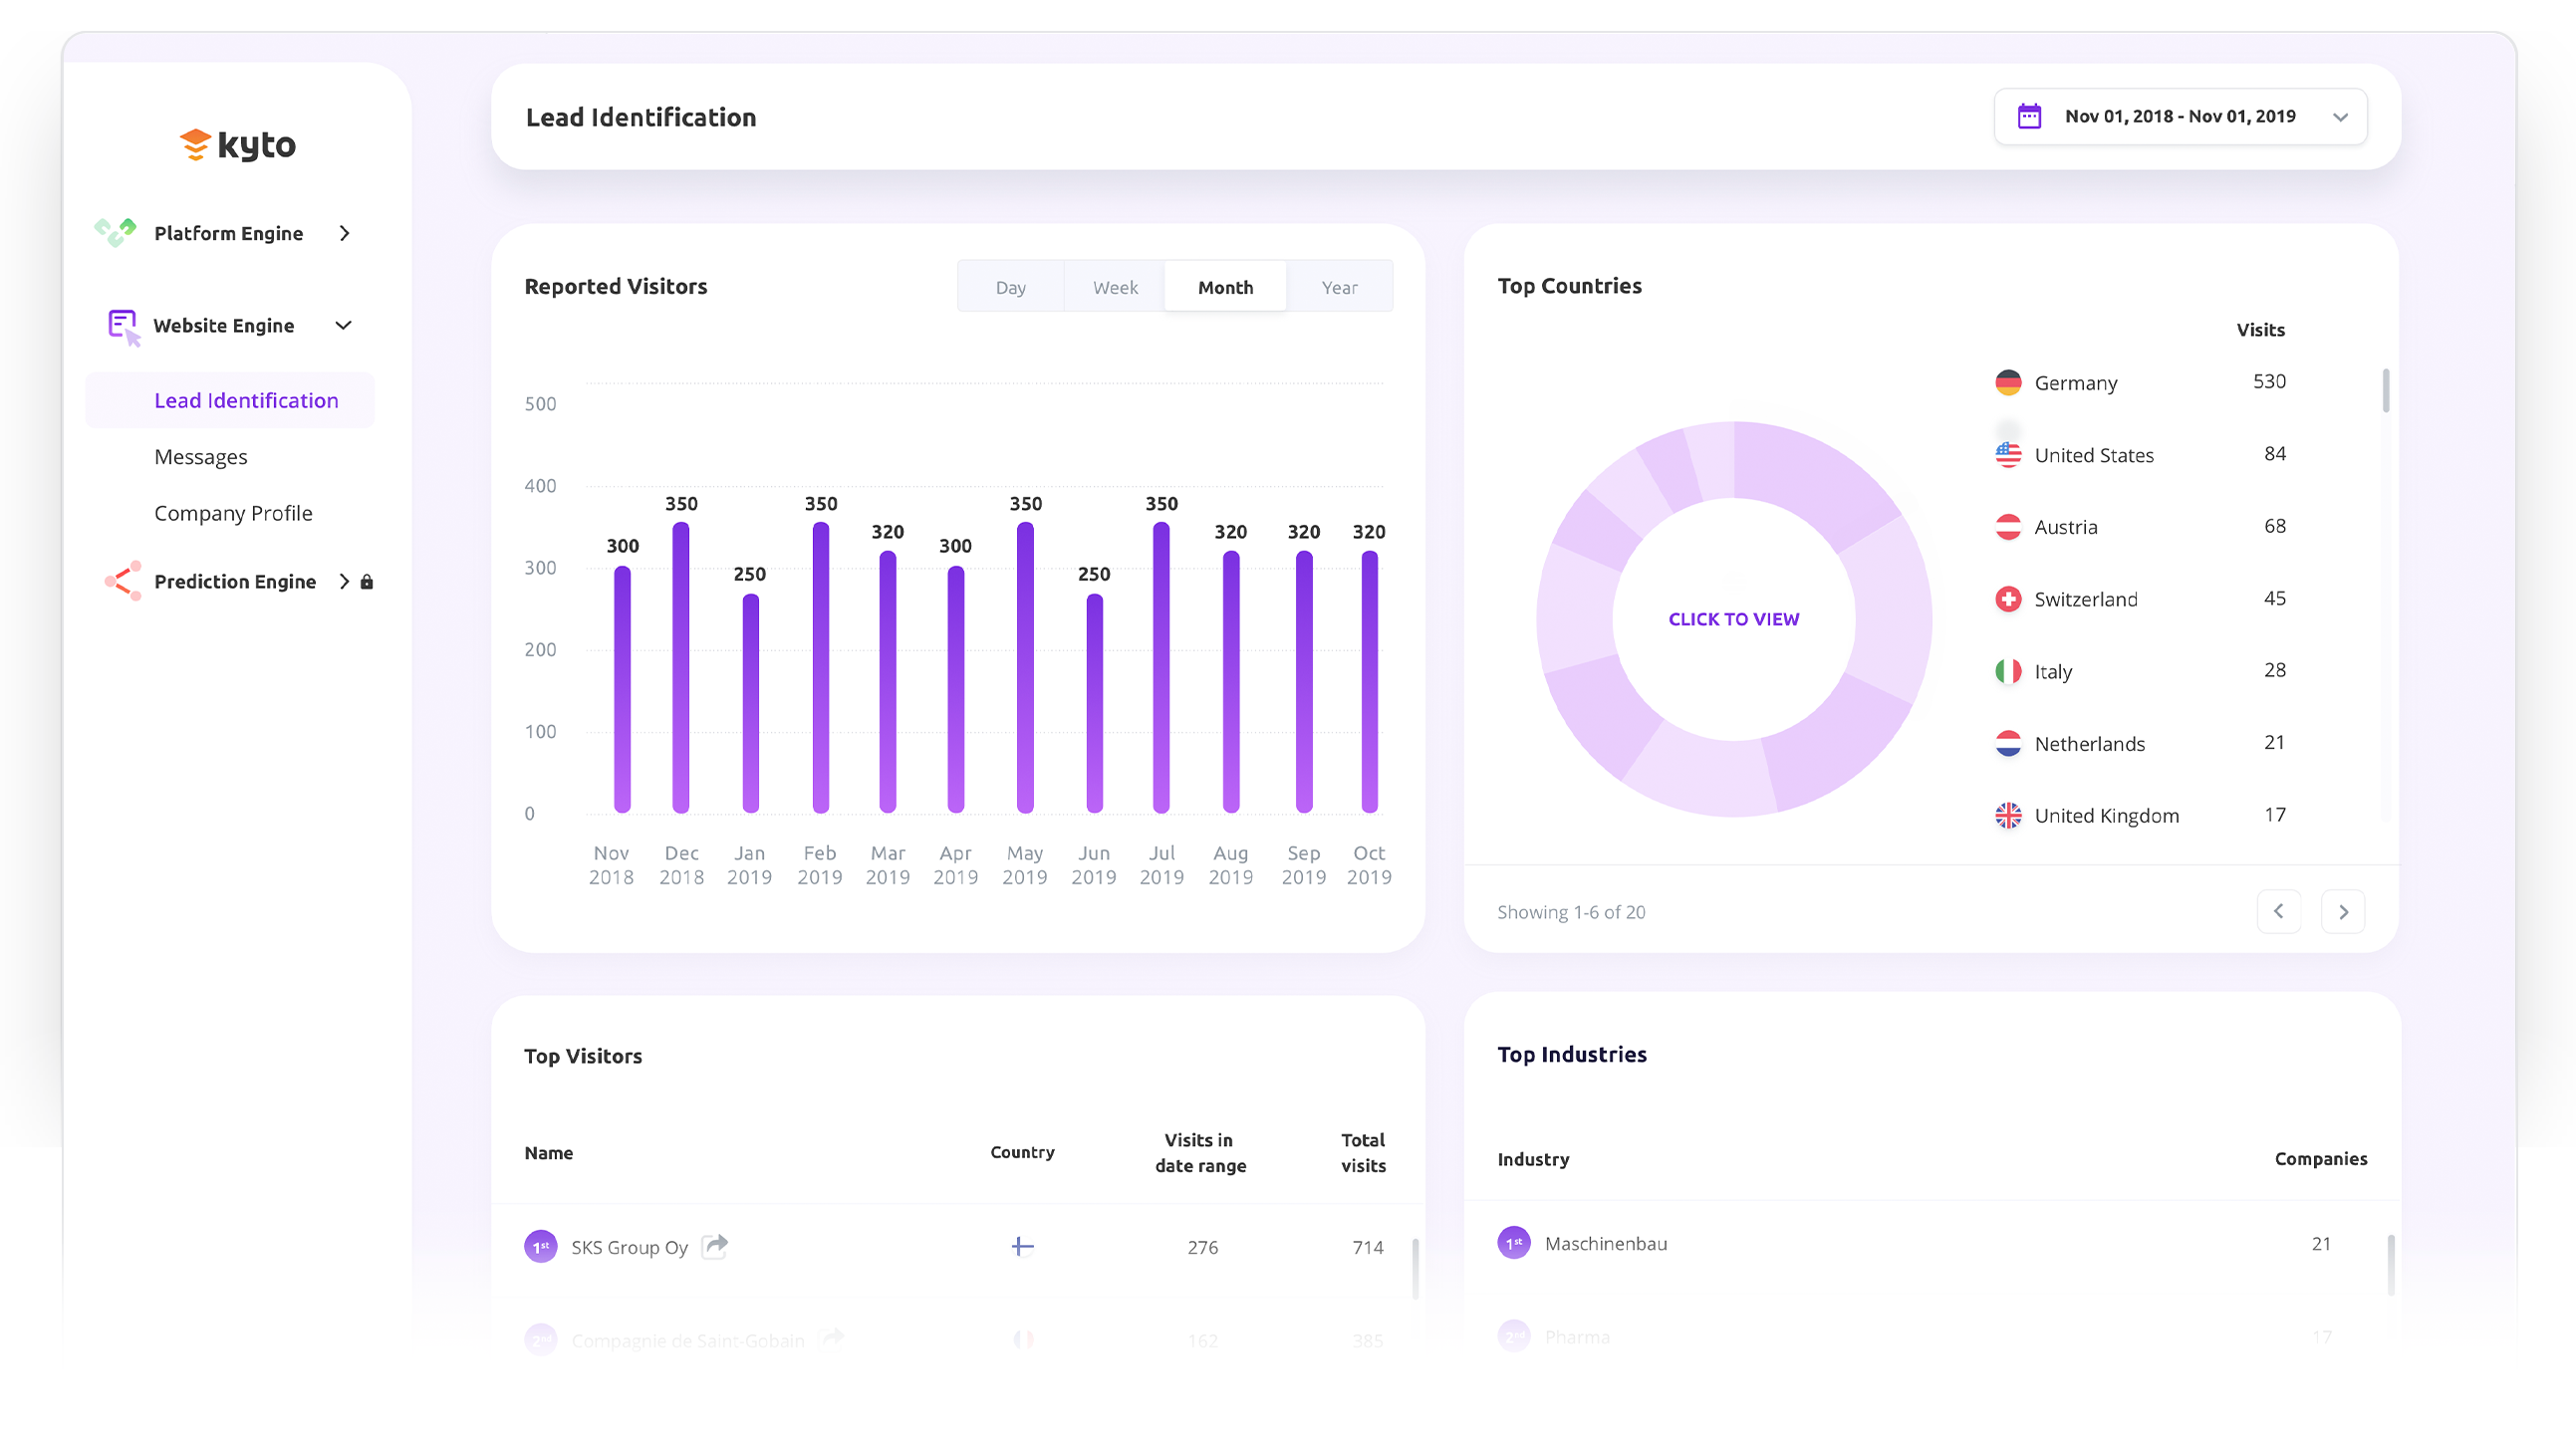 kyto
Platform Engine
Website Engine
Lead Identification
Messages
Company Profile
Prediction Engine
Lead Identification
Nov 01, 2018 - Nov 01, 2019
Reported Visitors
Day Week Month Year
500
400
300
200
100
0
300 350 250 350 320 300 350 250 350 320 320 320
Nov Dec Jan Feb Mar Apr May Jun Jul Aug Sep Oct
2018 2018 2019 2019 2019 2019 2019 2019 2019 2019 2019 2019
Top Countries
Visits
CLICK TO VIEW
Germany 530
United States 84
Austria 68
Switzerland 45
Italy 28
Netherlands 21
United Kingdom 17
Showing 1-6 of 20
Top Visitors
Name Country Visits in date range Total visits
1st SKS Group Oy 276 714
2nd Compagnie de Saint-Gobain 162 385
Top Industries
Industry Companies
1st Maschinenbau 21
2nd Pharma 17